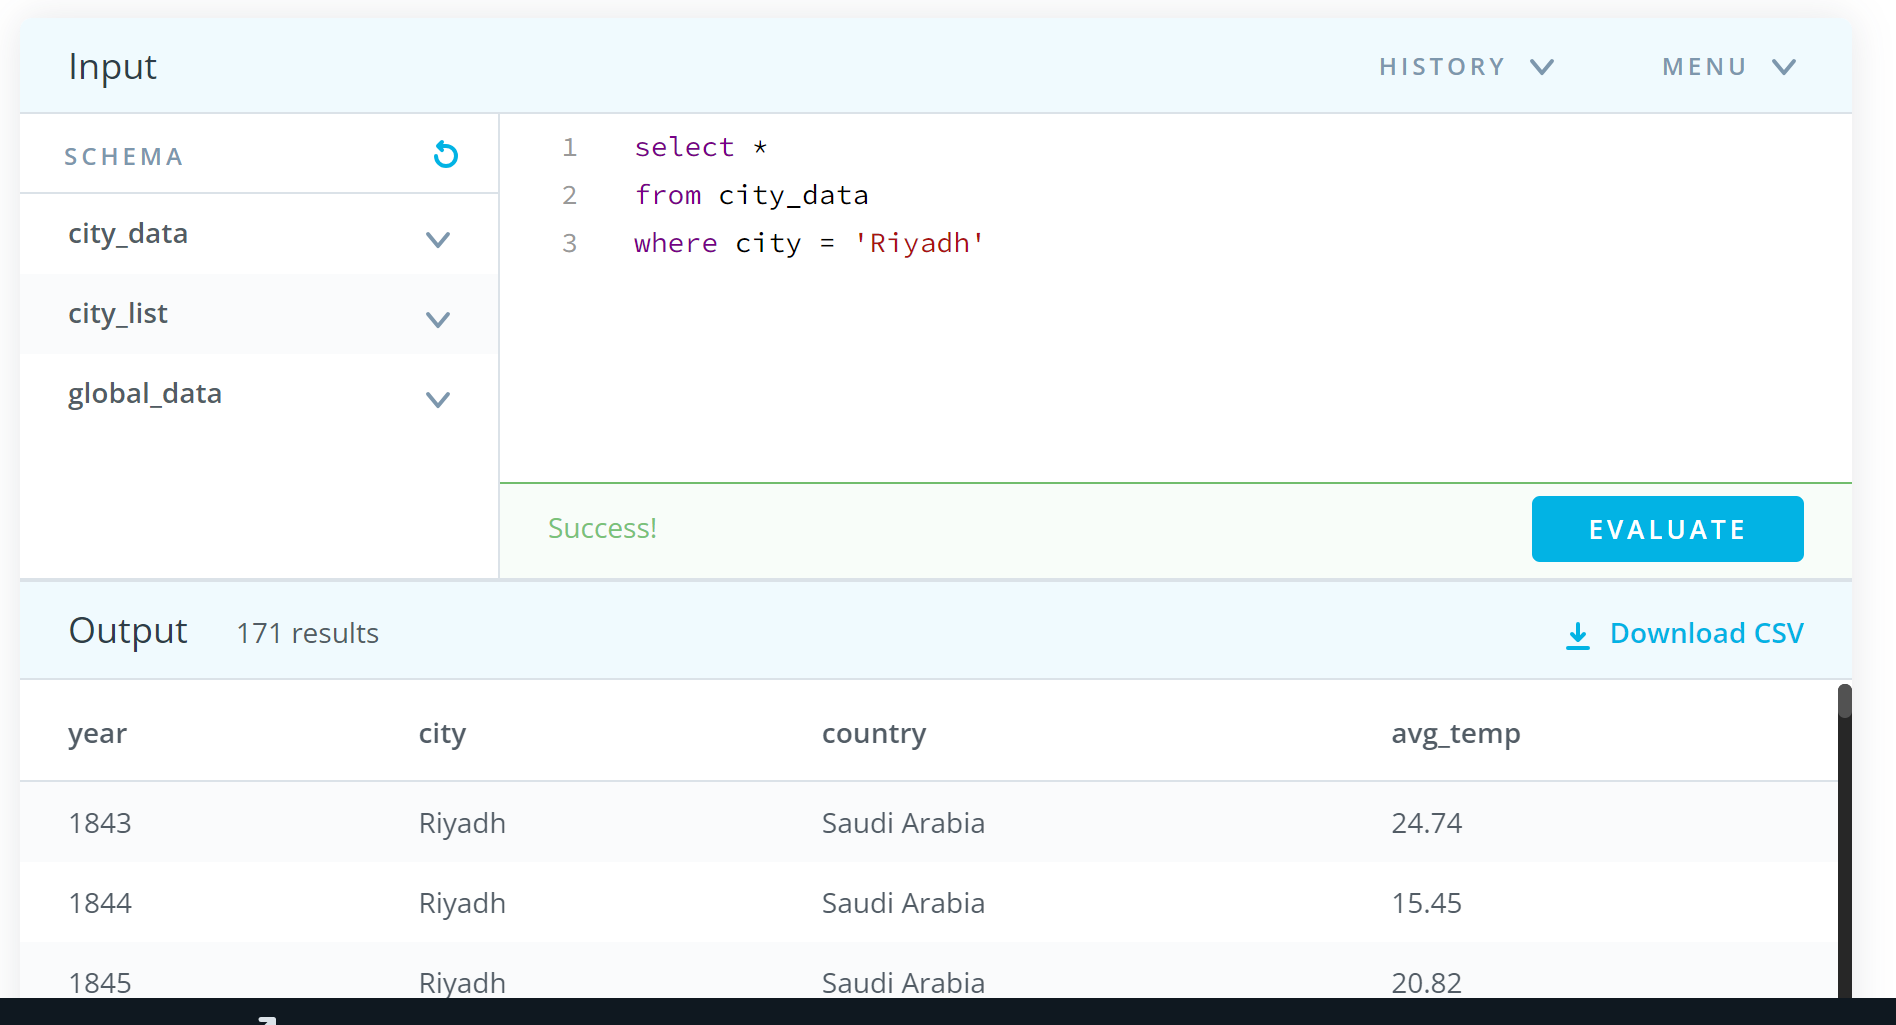 Input HISTORY MENU
SCHEMA
city_data
city_list
global_data
1 select *
2 from city_data
3 where city = 'Riyadh'
Success! EVALUATE
Output 171 results Download CSV
year city country avg_temp
1843 Riyadh Saudi Arabia 24.74
1844 Riyadh Saudi Arabia 15.45
1845 Riyadh Saudi Arabia 20.82